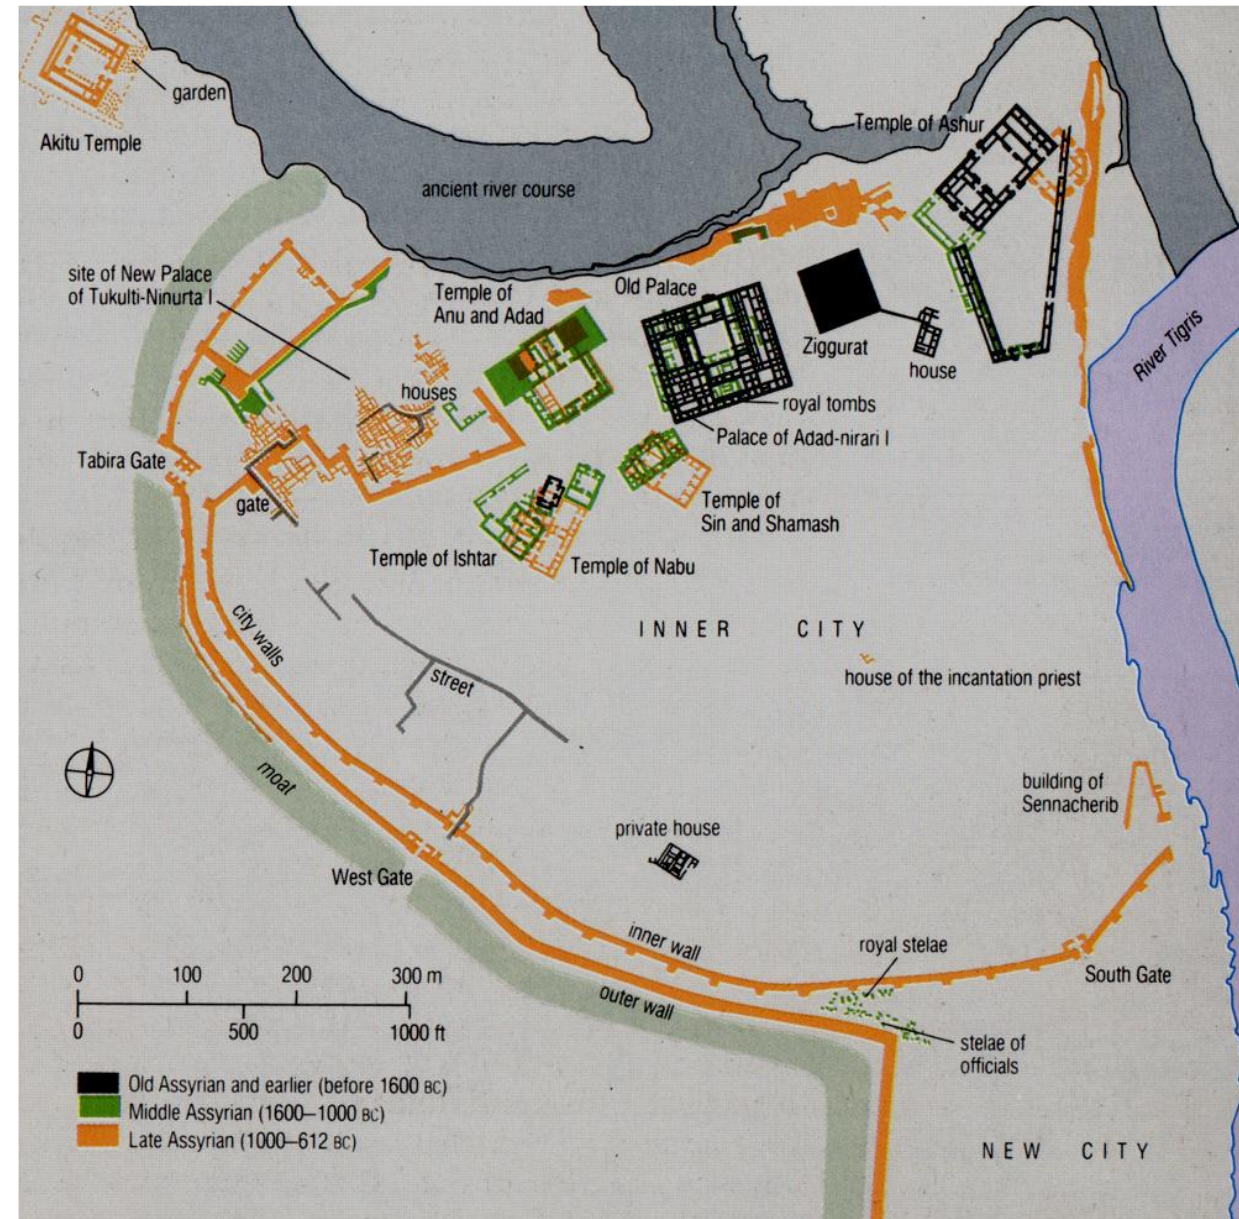 garden
Akitu Temple
ancient river course
Temple of Ashur
site of New Palace
of Tukulti-Ninurta I
Temple of
Anu and Adad
Old Palace
Ziggurat
house
River Tigris
houses
royal tombs
Palace of Adad-nirari I
Tabira Gate
gate
Temple of
Sin and Shamash
Temple of Ishtar
Temple of Nabu
INNER CITY
city walls
street
house of the incantation priest
moat
building of
Sennacherib
private house
West Gate
inner wall
royal stelae
South Gate
outer wall
stelae of
officials
0 100 200 300 m
0 500 1000 ft
Old Assyrian and earlier (before 1600 BC)
Middle Assyrian (1600–1000 BC)
Late Assyrian (1000–612 BC)
NEW CITY